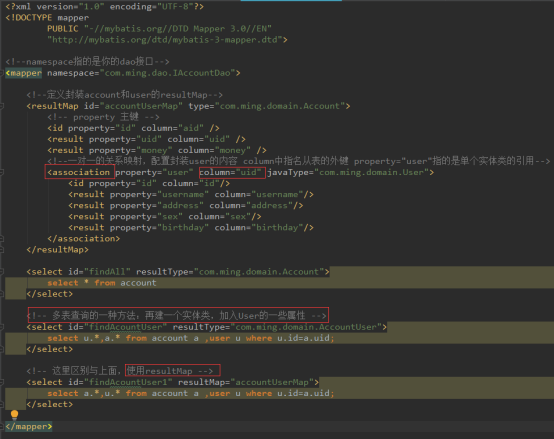 <?xml version="1.0" encoding="UTF-8"?>
<!DOCTYPE mapper
PUBLIC "-//mybatis.org//DTD Mapper 3.0//EN"
"http://mybatis.org/dtd/mybatis-3-mapper.dtd">
<!--namespace指的是你的dao接口-->
<mapper namespace="com.ming.dao.IAccountDao">
<!--定义封装account和user的resultMap-->
<resultMap id="accountUserMap" type="com.ming.domain.Account">
<!-- property 主键 -->
<id property="id" column="aid" />
<result property="uid" column="uid" />
<result property="money" column="money" />
<!--一对一的关系映射，配置封装user的内容 column中指名从表的外键 property="user"指的是单个实体类的引用-->
<association property="user" column="uid" javaType="com.ming.domain.User">
<id property="id" column="id"/>
<result property="username" column="username"/>
<result property="address" column="address"/>
<result property="sex" column="sex"/>
<result property="birthday" column="birthday"/>
</association>
</resultMap>
<select id="findAll" resultType="com.ming.domain.Account">
select * from account
</select>
<!-- 多表查询的一种方法，再建一个实体类，加入User的一些属性 -->
<select id="findAcountUser" resultType="com.ming.domain.AccountUser">
select u.*,a.* from account a ,user u where u.id=a.uid;
</select>
<!-- 这里区别与上面，使用resultMap -->
<select id="findAcountUser1" resultMap="accountUserMap">
select a.*,u.* from account a ,user u where u.id=a.uid;
</select>
</mapper>